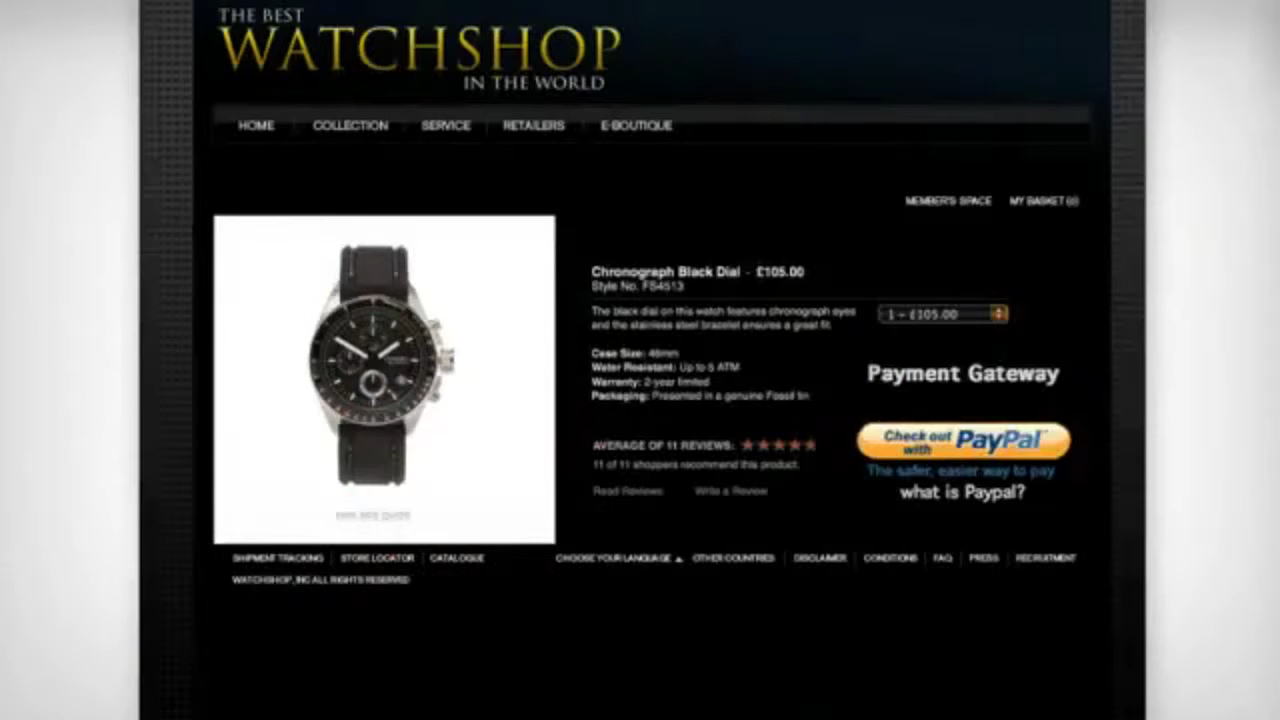 THE BEST
WATCHSHOP
IN THE WORLD
HOME COLLECTION SERVICE RETAILERS E-BOUTIQUE
MEMBER'S SPACE MY BASKET
Chronograph Black Dial - £105.00
Style No. FS4513
The black dial on this watch features chronograph eyes
and the stainless steel bracelet ensures a great fit.
1 - £105.00
Case Size: 46mm
Water Resistant: Up to 5 ATM
Warranty: 2-year limited
Packaging: Presented in a genuine Fossil tin
Payment Gateway
Check out with PayPal™
The safer, easier way to pay
what is Paypal?
AVERAGE OF 11 REVIEWS:
11 of 11 shoppers recommend this product.
Read Reviews Write a Review
SHIPMENT TRACKING STORE LOCATOR CATALOGUE CHOOSE YOUR LANGUAGE OTHER COUNTRIES DISCLAIMER CONDITIONS FAQ PRESS RECRUITMENT
WATCHSHOP, INC ALL RIGHTS RESERVED